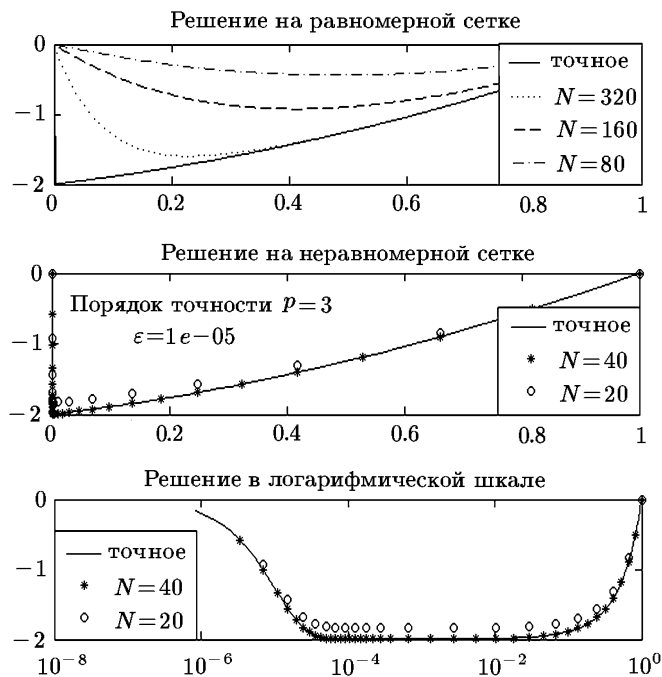 Решение на равномерной сетке
0
−1
−2
точное
N=320
N=160
N=80
0 0.2 0.4 0.6 0.8 1
Решение на неравномерной сетке
0
−1
−2
Порядок точности p=3
ε=1e−05
точное
N=40
N=20
0 0.2 0.4 0.6 0.8 1
Решение в логарифмической шкале
0
−1
−2
точное
N=40
N=20
10⁻⁸ 10⁻⁶ 10⁻⁴ 10⁻² 10⁰